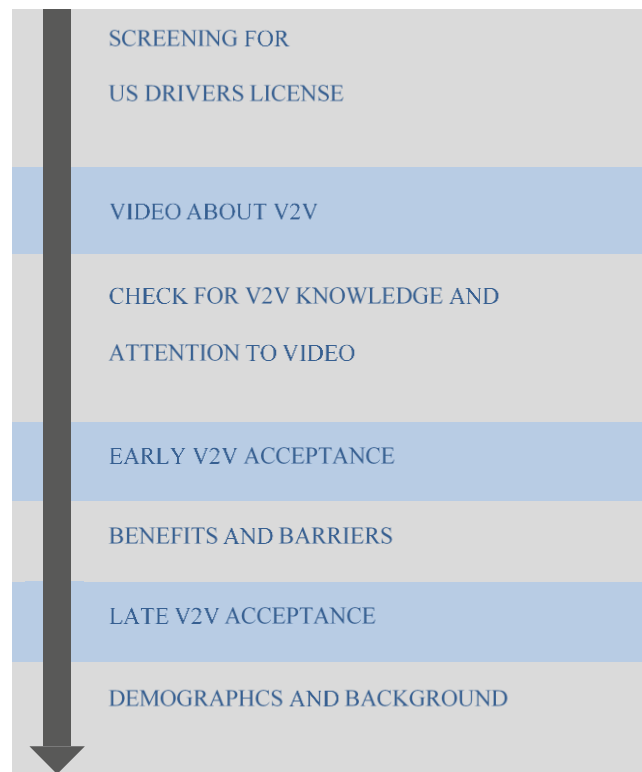 SCREENING FOR
US DRIVERS LICENSE
VIDEO ABOUT V2V
CHECK FOR V2V KNOWLEDGE AND
ATTENTION TO VIDEO
EARLY V2V ACCEPTANCE
BENEFITS AND BARRIERS
LATE V2V ACCEPTANCE
DEMOGRAPHCS AND BACKGROUND